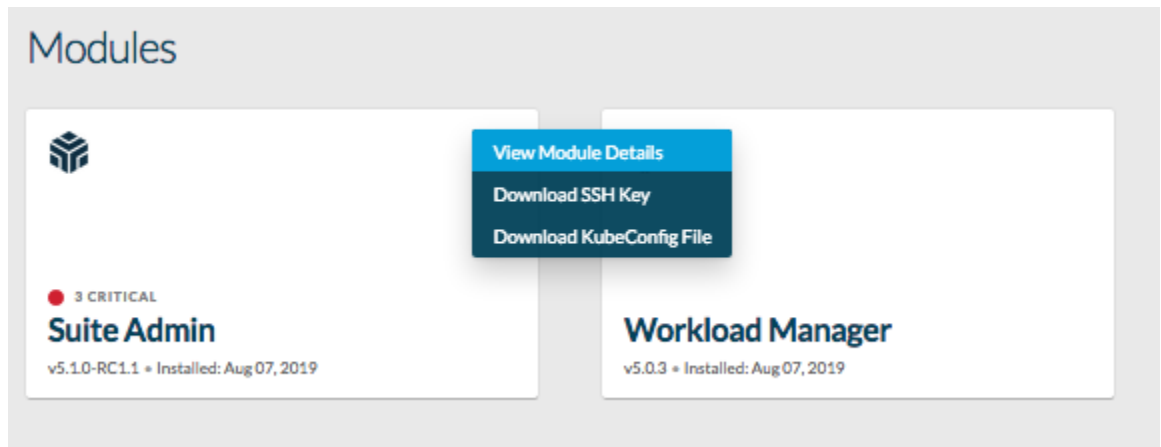 Modules
View Module Details
Download SSH Key
Download KubeConfig File
3 CRITICAL
Suite Admin
v5.1.0-RC1.1 • Installed: Aug 07, 2019
Workload Manager
v5.0.3 • Installed: Aug 07, 2019